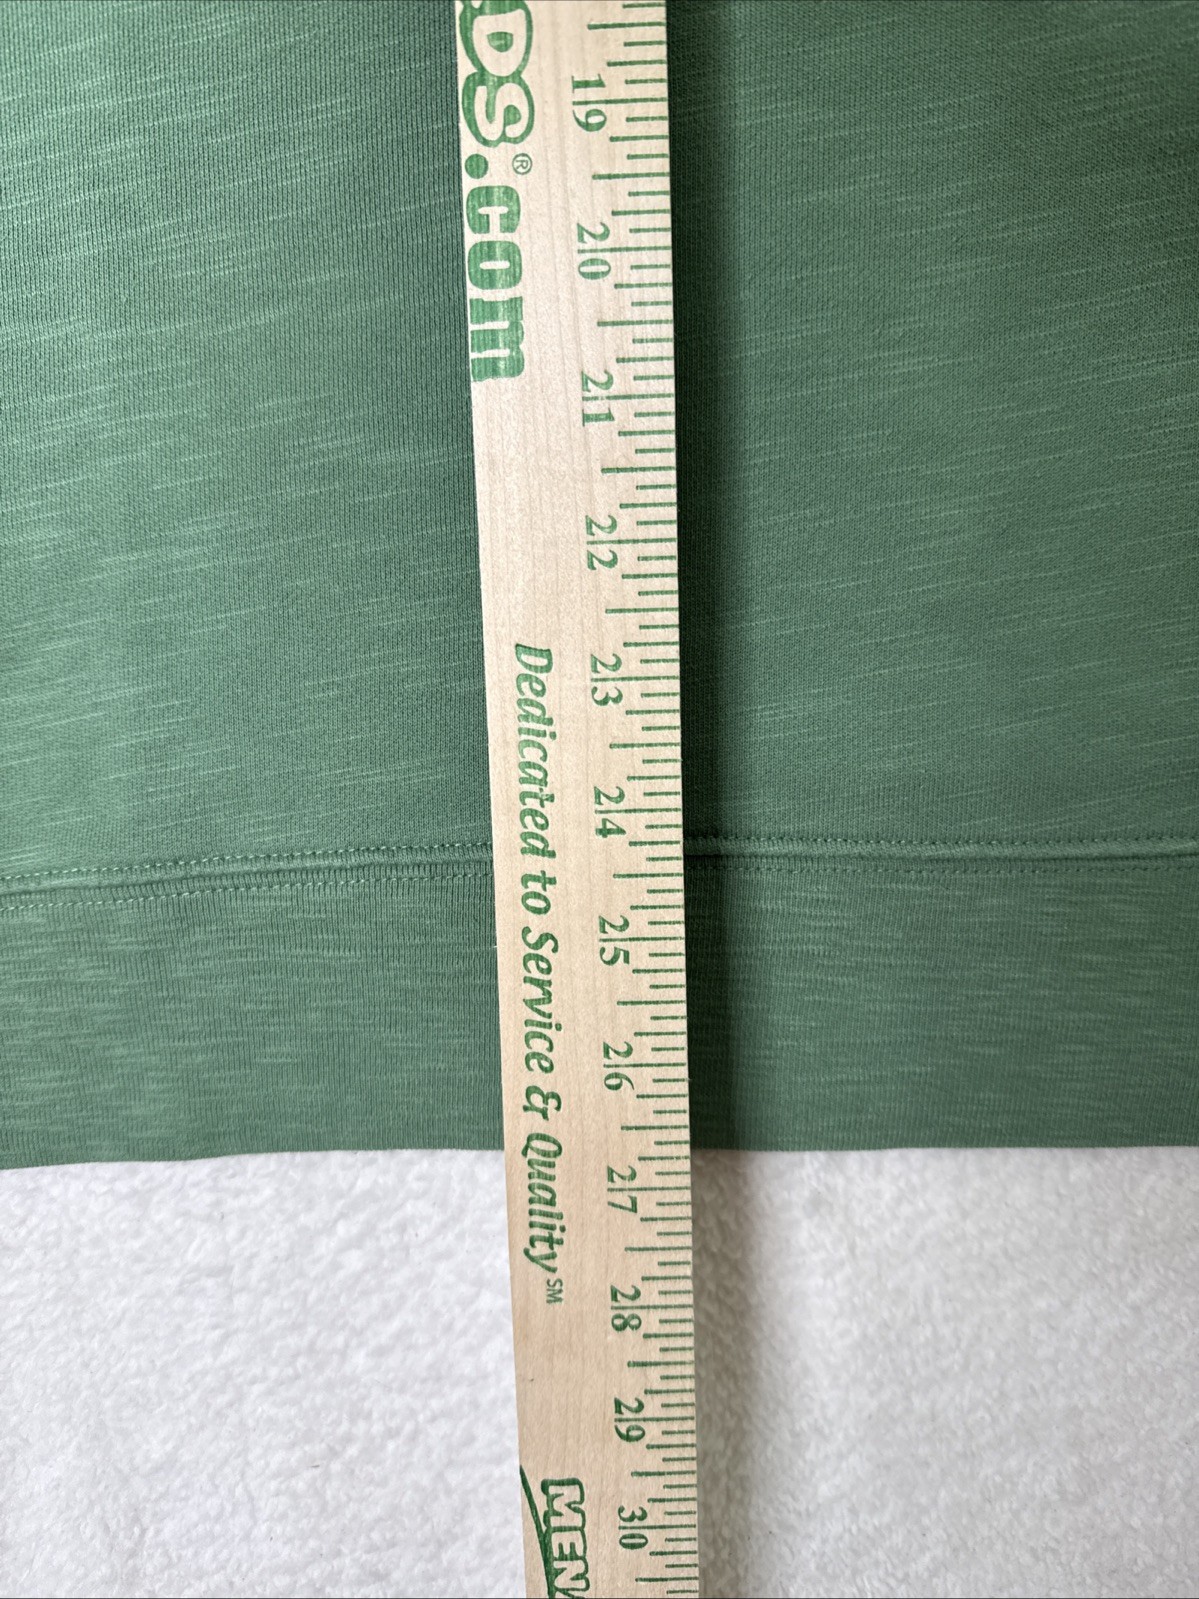 DS®.com
Dedicated to Service & Quality℠
MEN
19 20 21 22 23 24 25 26 27 28 29 30